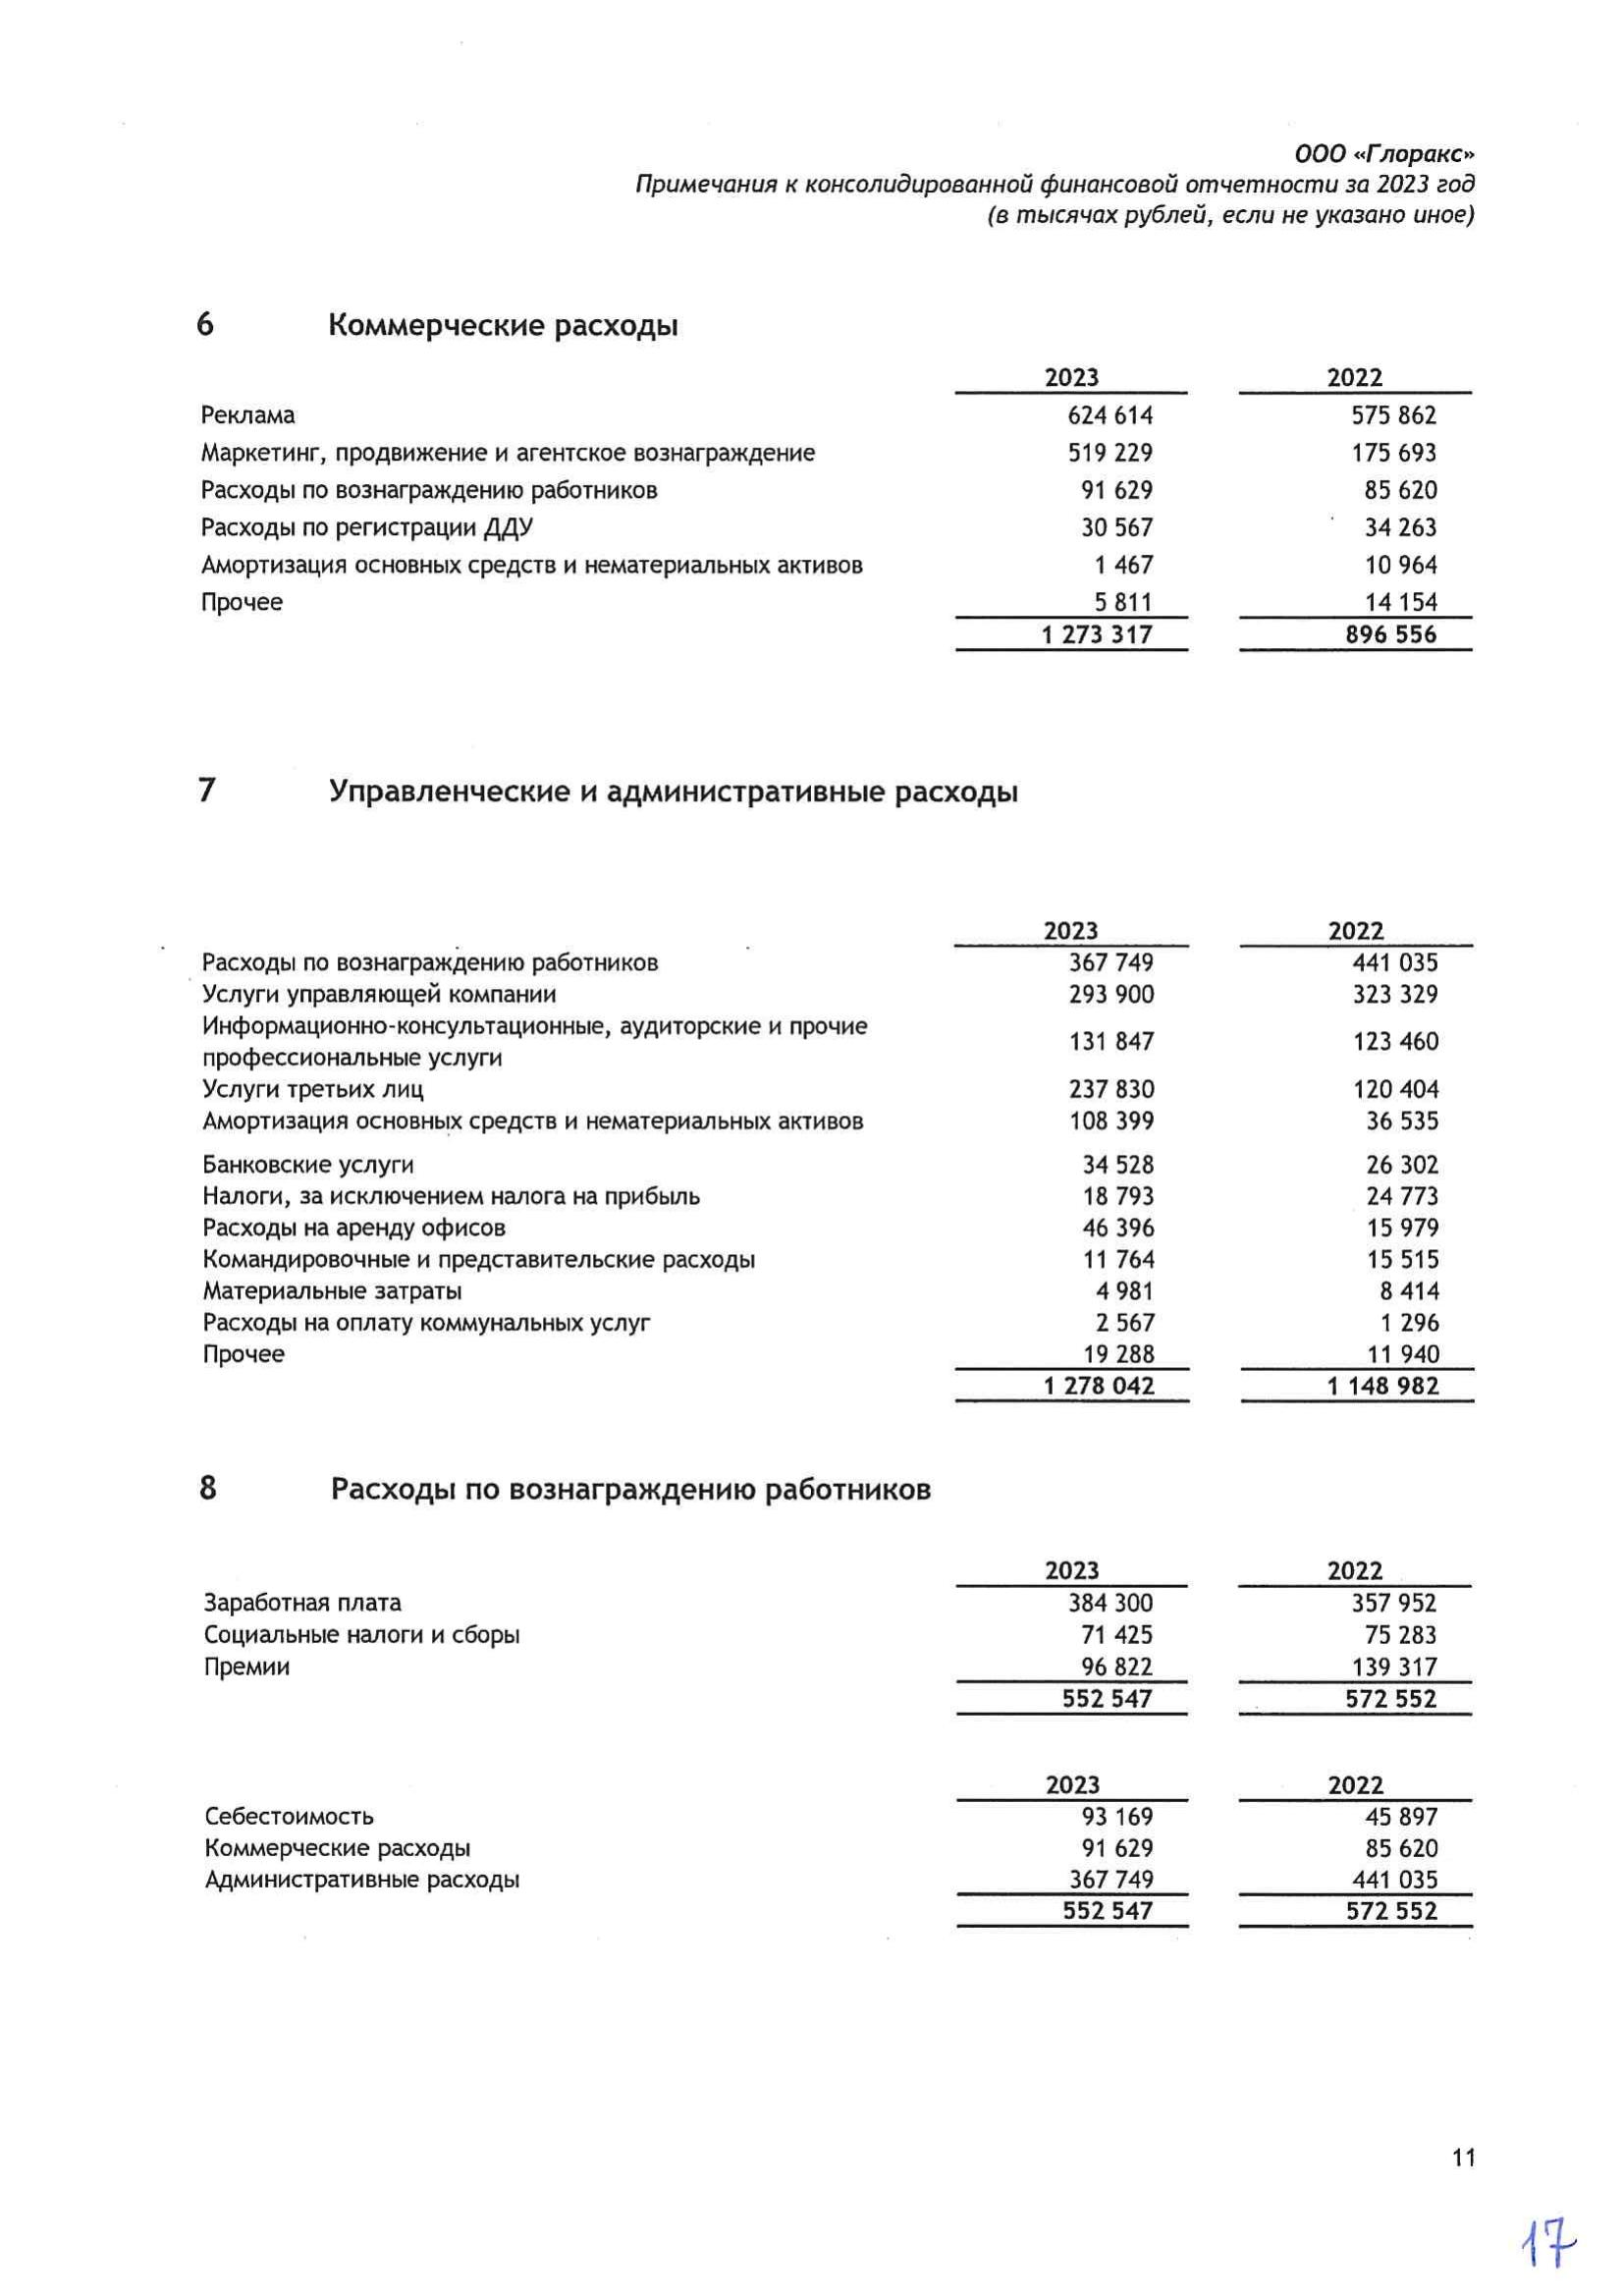 ООО «Глоракс»
Примечания к консолидированной финансовой отчетности за 2023 год
(в тысячах рублей, если не указано иное)
6 Коммерческие расходы
2023 2022
Реклама 624 614 575 862
Маркетинг, продвижение и агентское вознаграждение 519 229 175 693
Расходы по вознаграждению работников 91 629 85 620
Расходы по регистрации ДДУ 30 567 34 263
Амортизация основных средств и нематериальных активов 1 467 10 964
Прочее 5 811 14 154
1 273 317 896 556
7 Управленческие и административные расходы
2023 2022
Расходы по вознаграждению работников 367 749 441 035
Услуги управляющей компании 293 900 323 329
Информационно-консультационные, аудиторские и прочие
профессиональные услуги 131 847 123 460
Услуги третьих лиц 237 830 120 404
Амортизация основных средств и нематериальных активов 108 399 36 535
Банковские услуги 34 528 26 302
Налоги, за исключением налога на прибыль 18 793 24 773
Расходы на аренду офисов 46 396 15 979
Командировочные и представительские расходы 11 764 15 515
Материальные затраты 4 981 8 414
Расходы на оплату коммунальных услуг 2 567 1 296
Прочее 19 288 11 940
1 278 042 1 148 982
8 Расходы по вознаграждению работников
2023 2022
Заработная плата 384 300 357 952
Социальные налоги и сборы 71 425 75 283
Премии 96 822 139 317
552 547 572 552
2023 2022
Себестоимость 93 169 45 897
Коммерческие расходы 91 629 85 620
Административные расходы 367 749 441 035
552 547 572 552
11
17